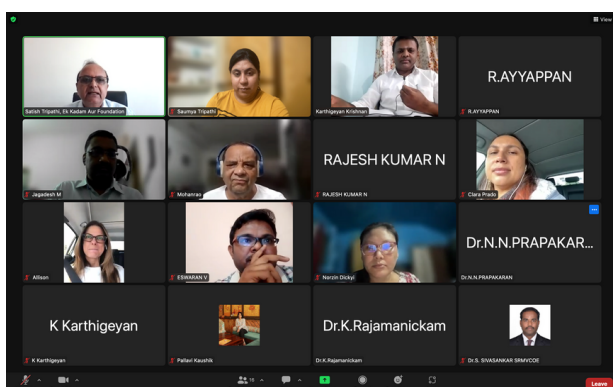 View
Satish Tripathi, Ek Kadam Aur Foundation
Saumya Tripathi
Karthigeyan Krishnan
R.AYYAPPAN
R.AYYAPPAN
Jagadesh M
Mohanrao
RAJESH KUMAR N
RAJESH KUMAR N
Clara Prado
Allison
ESWARAN V
Norzin Dickyi
Dr.N.N.PRAPAKAR...
Dr.N.N.PRAPAKARAN
K Karthigeyan
K Karthigeyan
Pallavi Kaushik
Dr.K.Rajamanickam
Dr.K.Rajamanickam
Dr.S. SIVASANKAR SRMVCOE
Leave